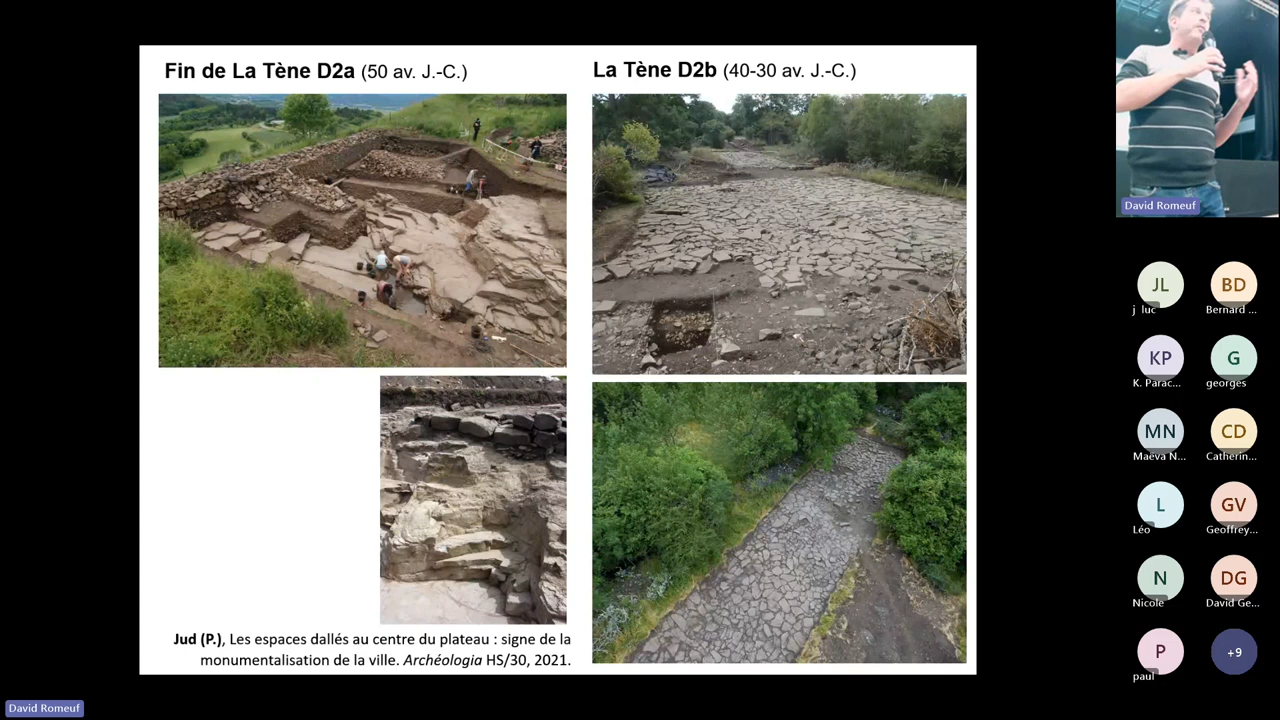 Fin de La Tène D2a (50 av. J.-C.)
La Tène D2b (40-30 av. J.-C.)
Jud (P.), Les espaces dallés au centre du plateau : signe de la
monumentalisation de la ville. Archéologia HS/30, 2021.
David Romeuf
JL
j luc
BD
Bernard ...
KP
K. Parac...
G
georges
MN
Maëva N...
CD
Catherin...
L
Léo
GV
Geoffrey...
N
Nicole
DG
David Ge...
P
paul
+9
David Romeuf